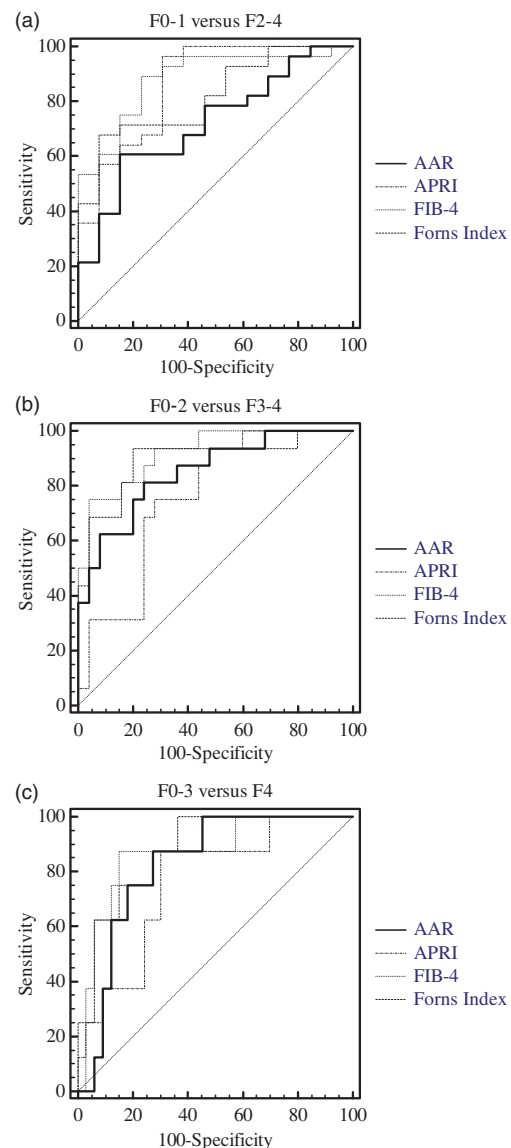 (a)
F0-1 versus F2-4
100
80
60
40
20
0
Sensitivity
0 20 40 60 80 100
100-Specificity
AAR
APRI
FIB-4
Forns Index
(b)
F0-2 versus F3-4
100
80
60
40
20
0
Sensitivity
0 20 40 60 80 100
100-Specificity
AAR
APRI
FIB-4
Forns Index
(c)
F0-3 versus F4
100
80
60
40
20
0
Sensitivity
0 20 40 60 80 100
100-Specificity
AAR
APRI
FIB-4
Forns Index